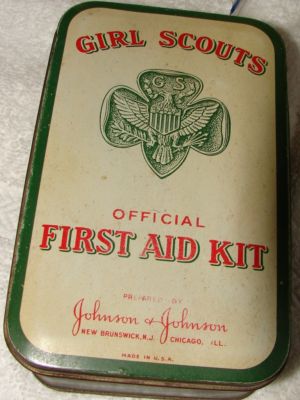 GIRL SCOUTS
G S
OFFICIAL
FIRST AID KIT
PREPARED BY
Johnson & Johnson
NEW BRUNSWICK, N.J. CHICAGO, ILL.
MADE IN U.S.A.